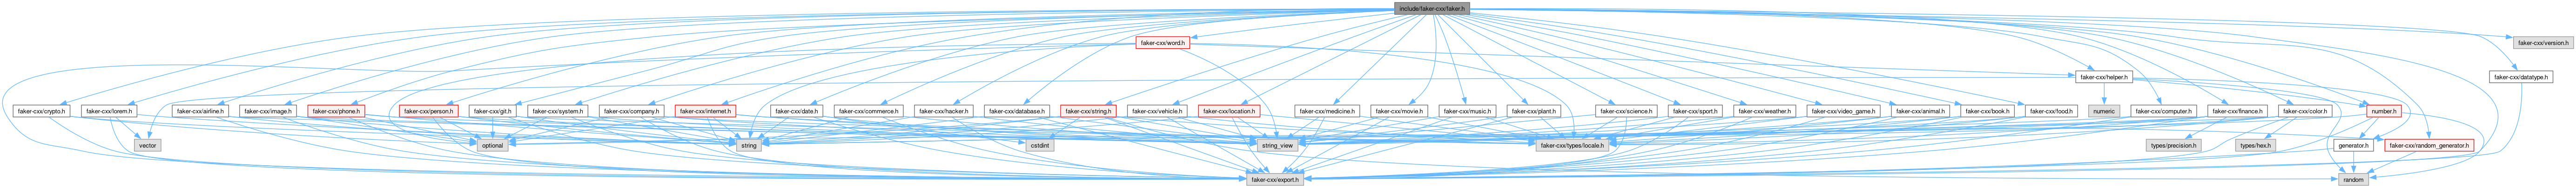 include/faker-cxx/faker.h
faker-cxx/word.h
faker-cxx/version.h
faker-cxx/helper.h
faker-cxx/datatype.h
faker-cxx/crypto.h
faker-cxx/lorem.h
faker-cxx/airline.h
faker-cxx/image.h
faker-cxx/phone.h
faker-cxx/person.h
faker-cxx/git.h
faker-cxx/system.h
faker-cxx/company.h
faker-cxx/internet.h
faker-cxx/date.h
faker-cxx/commerce.h
faker-cxx/hacker.h
faker-cxx/database.h
faker-cxx/string.h
faker-cxx/vehicle.h
faker-cxx/location.h
faker-cxx/medicine.h
faker-cxx/movie.h
faker-cxx/music.h
faker-cxx/plant.h
faker-cxx/science.h
faker-cxx/sport.h
faker-cxx/weather.h
faker-cxx/video_game.h
faker-cxx/animal.h
faker-cxx/book.h
faker-cxx/food.h
numeric
faker-cxx/computer.h
faker-cxx/finance.h
faker-cxx/color.h
number.h
vector
optional
string
cstdint
string_view
faker-cxx/types/locale.h
types/precision.h
types/hex.h
generator.h
faker-cxx/random_generator.h
faker-cxx/export.h
random